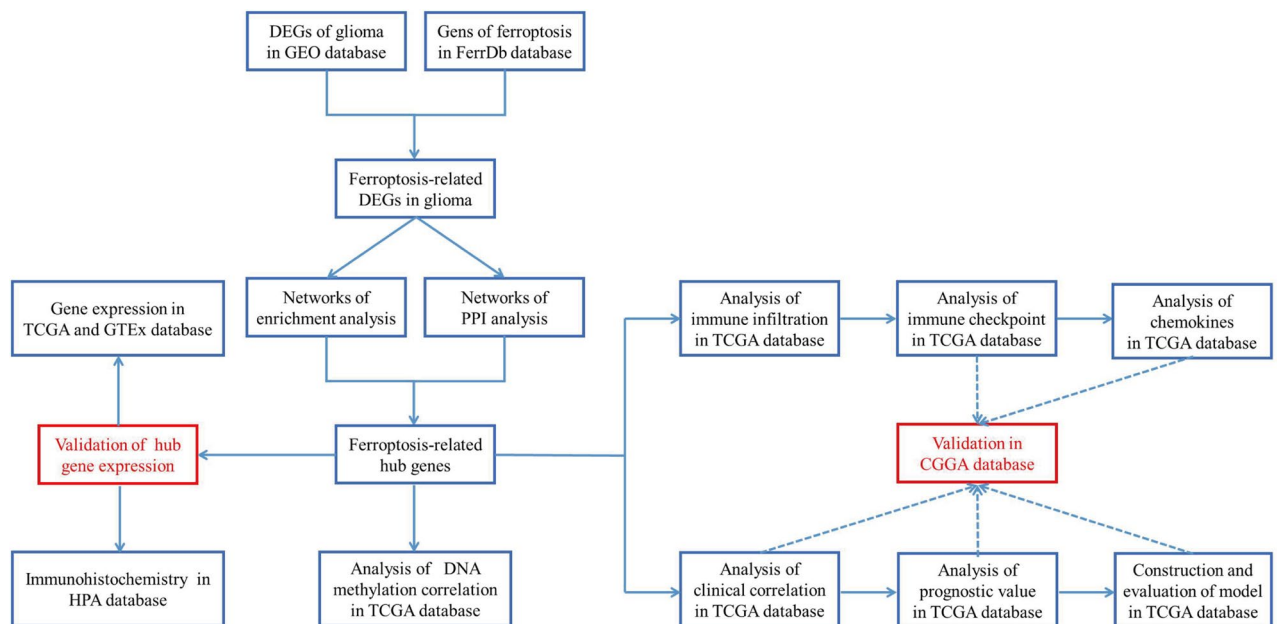 DEGs of glioma
in GEO database
Gens of ferroptosis
in FerrDb database
Ferroptosis-related
DEGs in glioma
Networks of
enrichment analysis
Networks of
PPI analysis
Gene expression in
TCGA and GTEx database
Analysis of
immune infiltration
in TCGA database
Analysis of
immune checkpoint
in TCGA database
Analysis of
chemokines
in TCGA database
Validation of hub
gene expression
Ferroptosis-related
hub genes
Validation in
CGGA database
Immunohistochemistry in
HPA database
Analysis of DNA
methylation correlation
in TCGA database
Analysis of
clinical correlation
in TCGA database
Analysis of
prognostic value
in TCGA database
Construction and
evaluation of model
in TCGA database